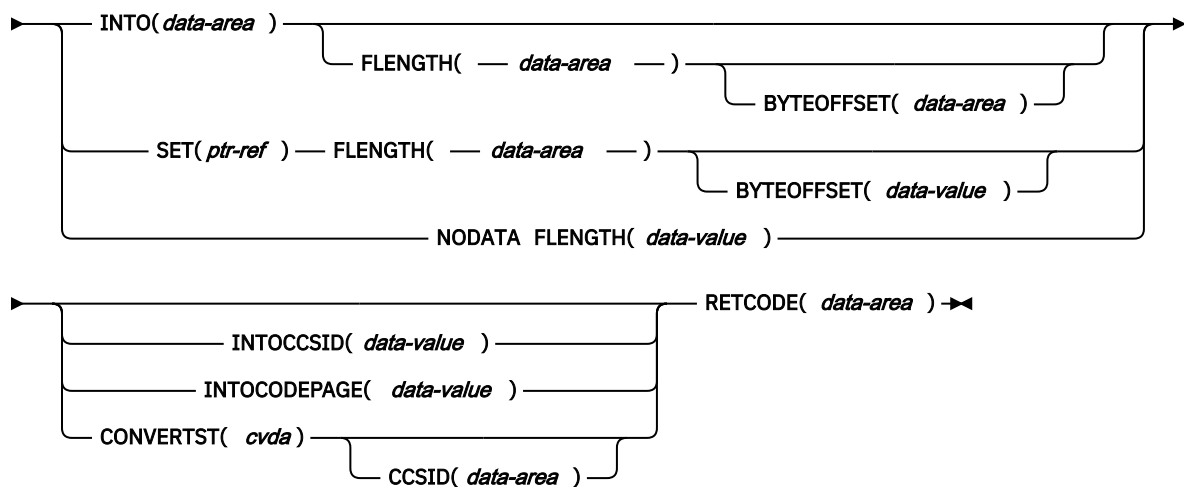 INTO( data-area )
FLENGTH( data-area )
BYTEOFFSET( data-area )
SET( ptr-ref ) FLENGTH( data-area )
BYTEOFFSET( data-value )
NODATA FLENGTH( data-value )
RETCODE( data-area )
INTOCCSID( data-value )
INTOCODEPAGE( data-value )
CONVERTST( cvda )
CCSID( data-area )